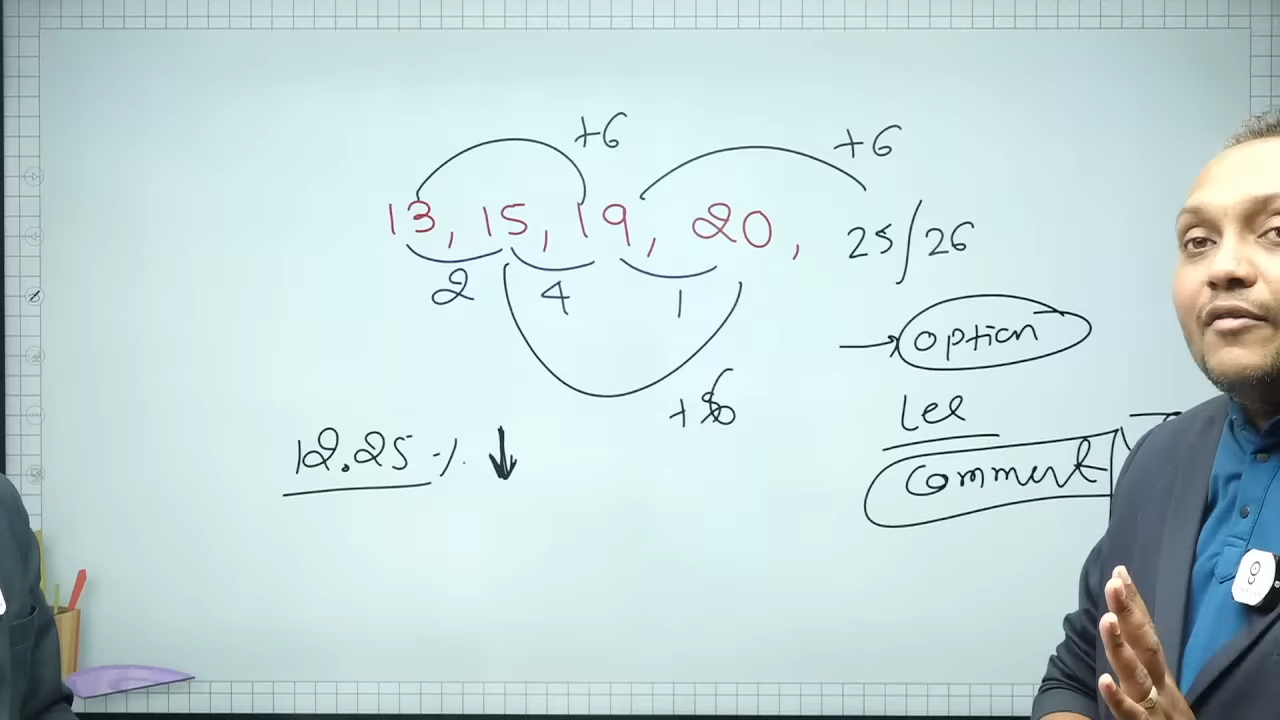 +6 +6
13, 15, 19, 20, 25/26
2 4 1
→ option
Lee
+6
12.25 % ↓
Comment